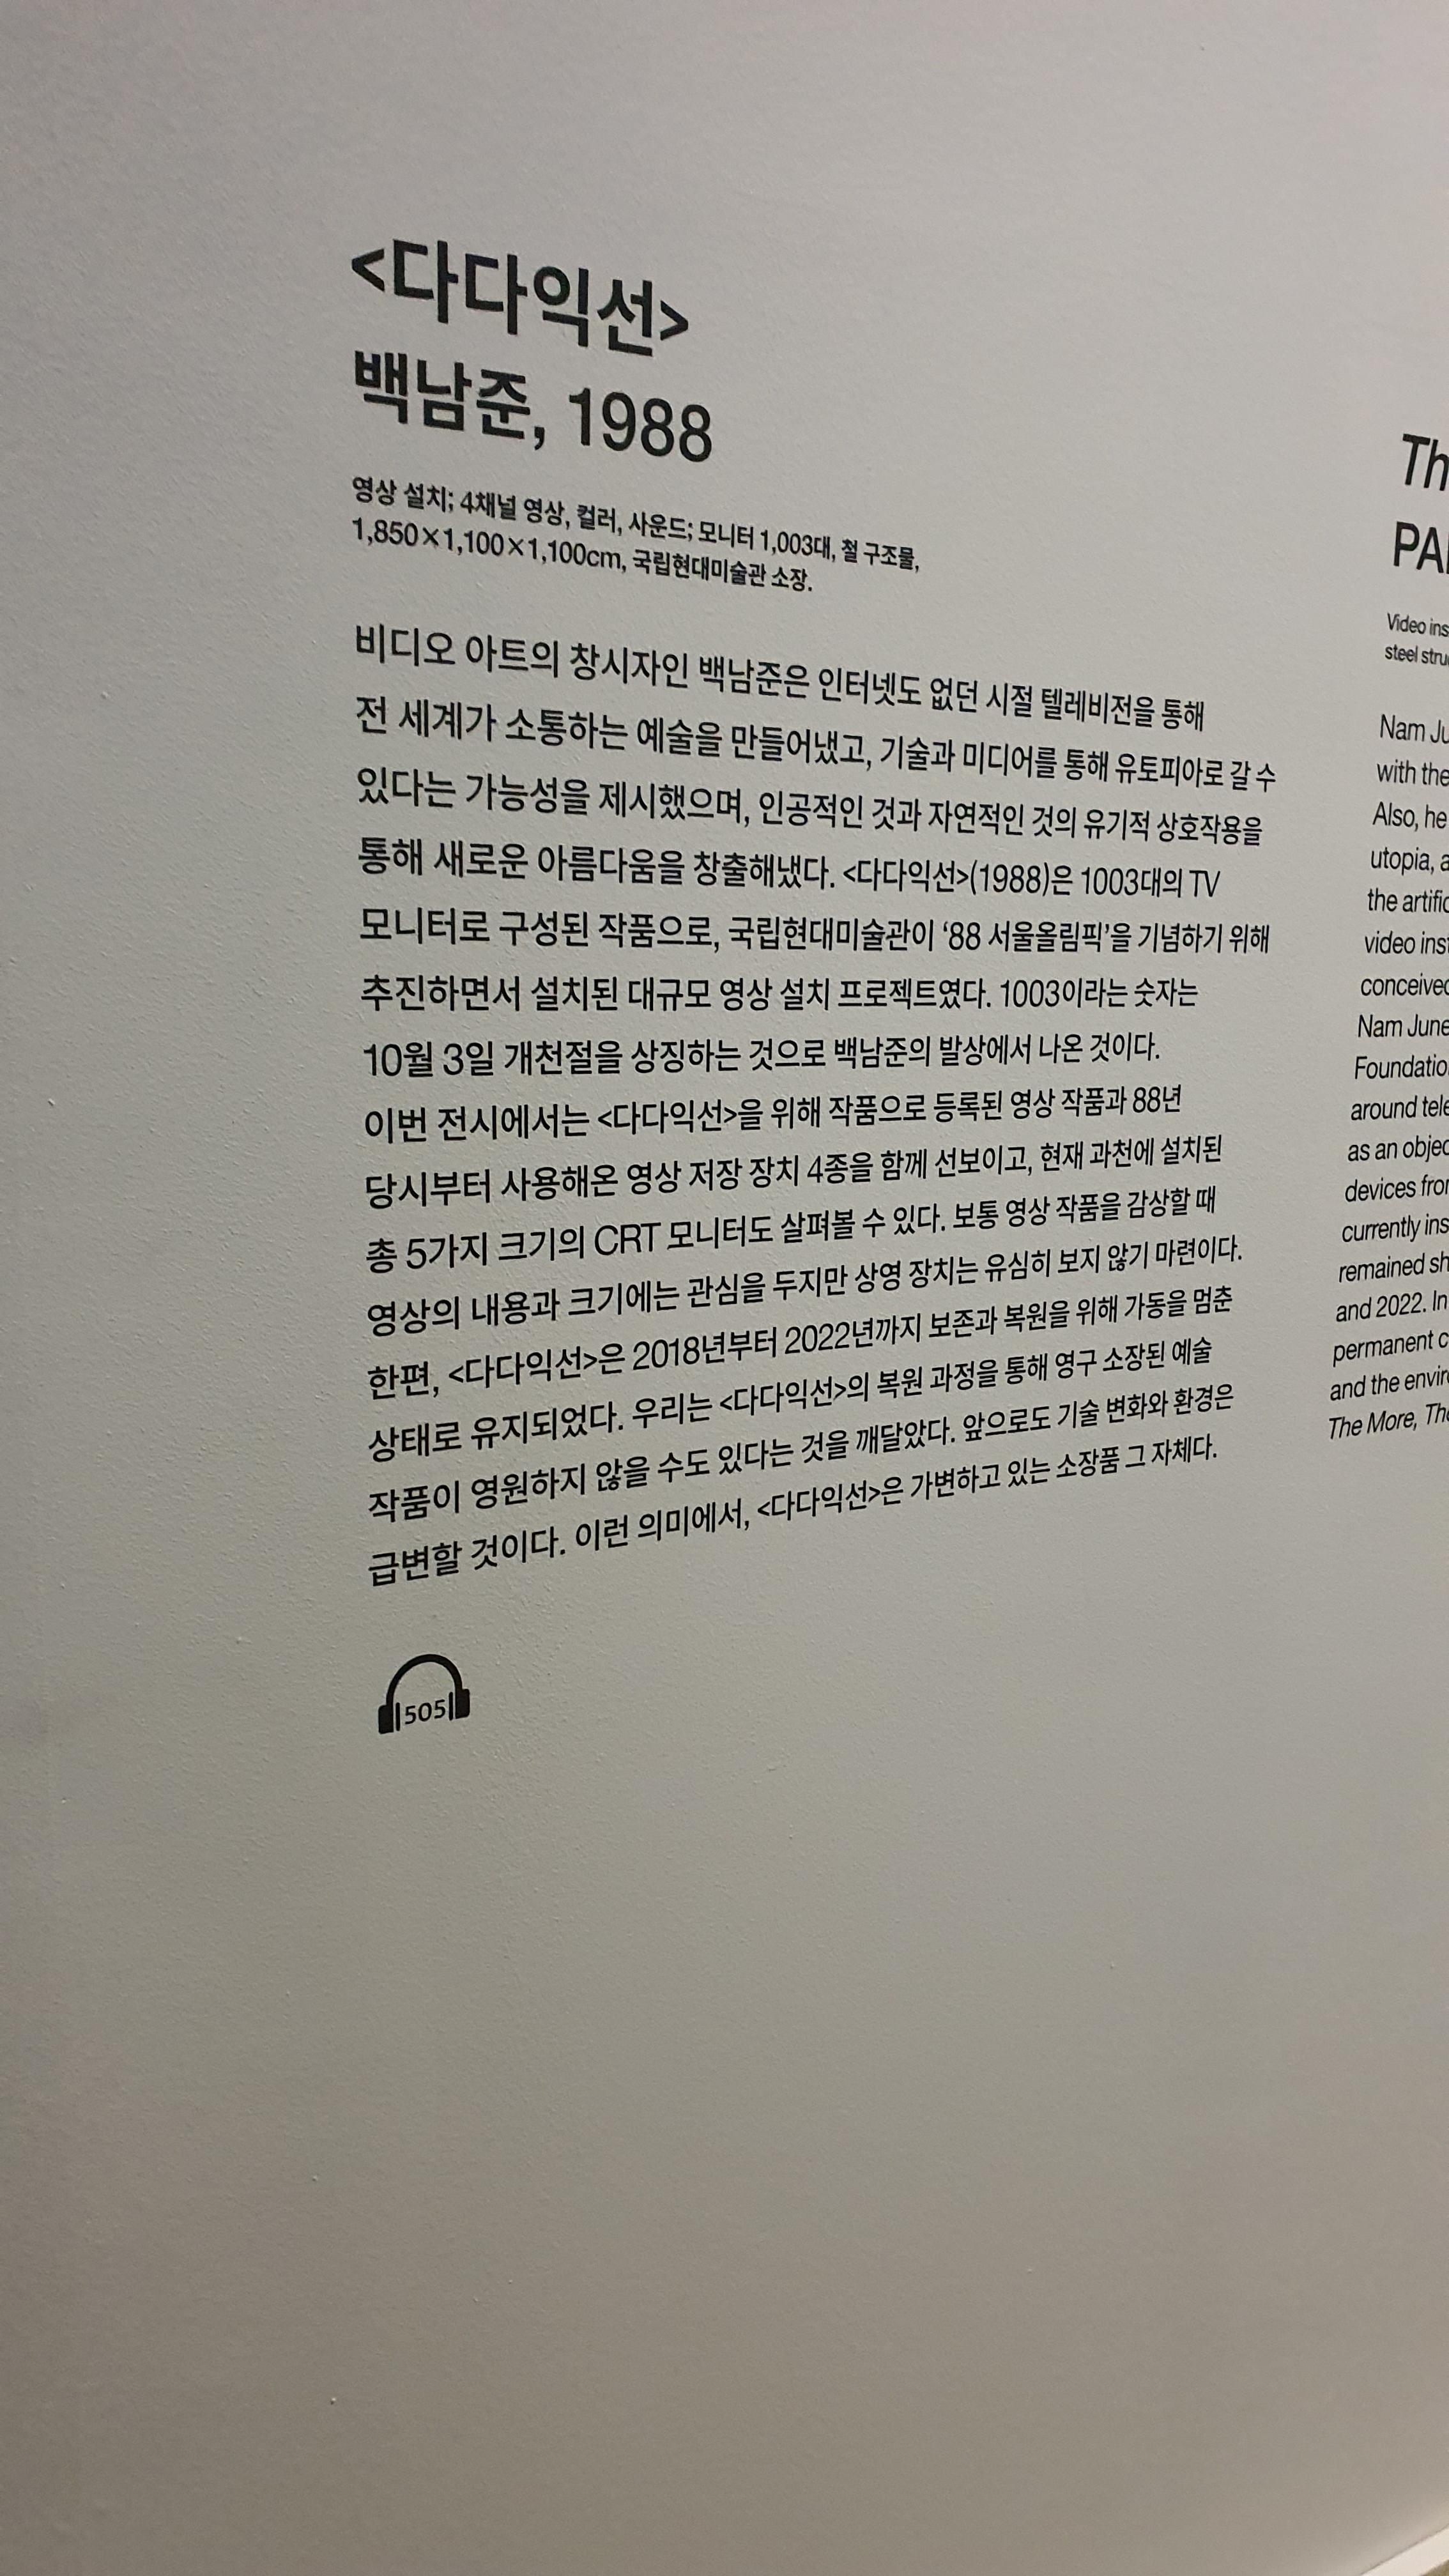 <다다익선>
백남준, 1988
영상 설치; 4채널 영상, 컬러, 사운드; 모니터 1,003대, 철 구조물,
1,850×1,100×1,100cm, 국립현대미술관 소장.
비디오 아트의 창시자인 백남준은 인터넷도 없던 시절 텔레비전을 통해
전 세계가 소통하는 예술을 만들어냈고, 기술과 미디어를 통해 유토피아로 갈 수
있다는 가능성을 제시했으며, 인공적인 것과 자연적인 것의 유기적 상호작용을
통해 새로운 아름다움을 창출해냈다. <다다익선>(1988)은 1003대의 TV
모니터로 구성된 작품으로, 국립현대미술관이 ‘88 서울올림픽’을 기념하기 위해
추진하면서 설치된 대규모 영상 설치 프로젝트였다. 1003이라는 숫자는
10월 3일 개천절을 상징하는 것으로 백남준의 발상에서 나온 것이다.
이번 전시에서는 <다다익선>을 위해 작품으로 등록된 영상 작품과 88년
당시부터 사용해온 영상 저장 장치 4종을 함께 선보이고, 현재 과천에 설치된
총 5가지 크기의 CRT 모니터도 살펴볼 수 있다. 보통 영상 작품을 감상할 때
영상의 내용과 크기에는 관심을 두지만 상영 장치는 유심히 보지 않기 마련이다.
한편, <다다익선>은 2018년부터 2022년까지 보존과 복원을 위해 가동을 멈춘
상태로 유지되었다. 우리는 <다다익선>의 복원 과정을 통해 영구 소장된 예술
작품이 영원하지 않을 수도 있다는 것을 깨달았다. 앞으로도 기술 변화와 환경은
급변할 것이다. 이런 의미에서, <다다익선>은 가변하고 있는 소장품 그 자체다.
505
Th
PA
Video ins
steel stru
Nam Ju
with the
Also, he
utopia, a
the artific
video inst
conceived
Nam June
Foundatio
around tele
as an objec
devices fron
currently ins
remained sh
and 2022. In
permanent c
and the enviro
The More, The